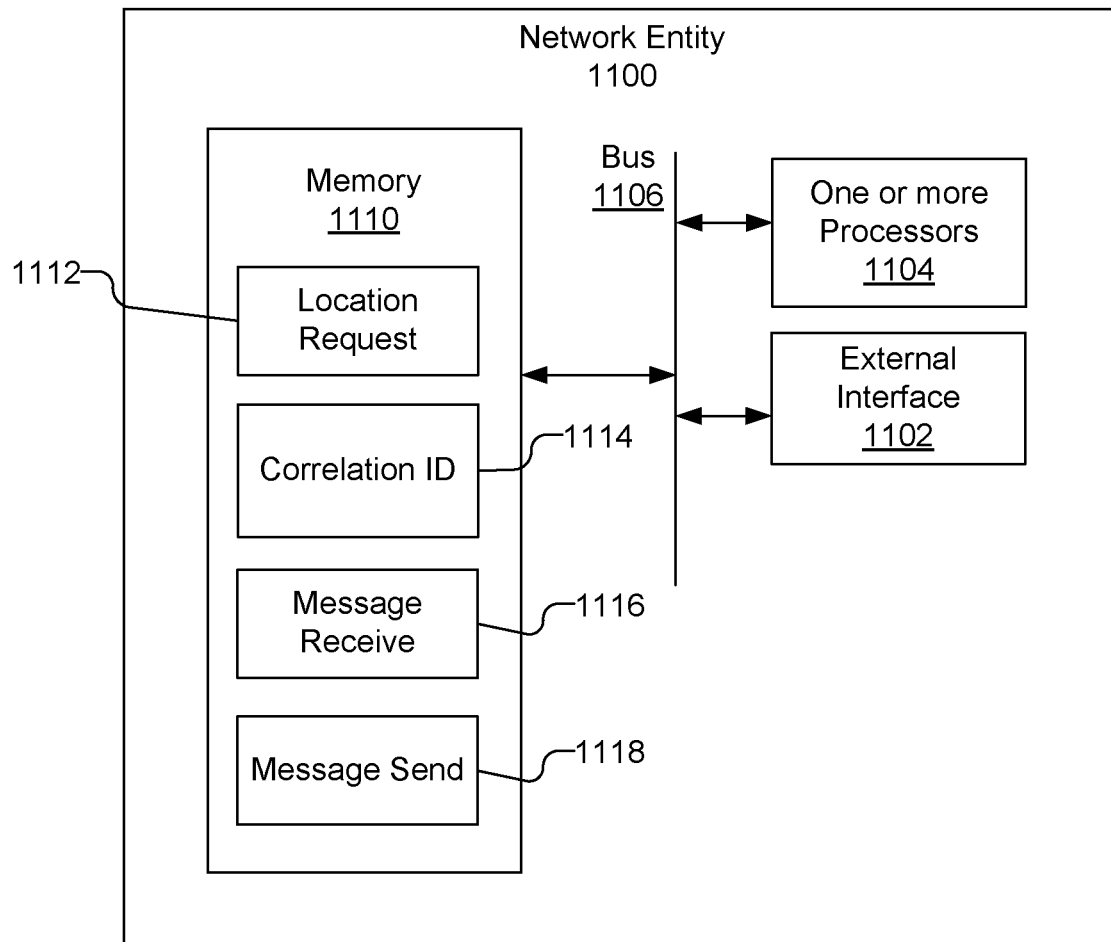 Network Entity
1100
Memory
1110
1112
Location
Request
Correlation ID
1114
Message
Receive
1116
Message Send
1118
Bus
1106
One or more
Processors
1104
External
Interface
1102